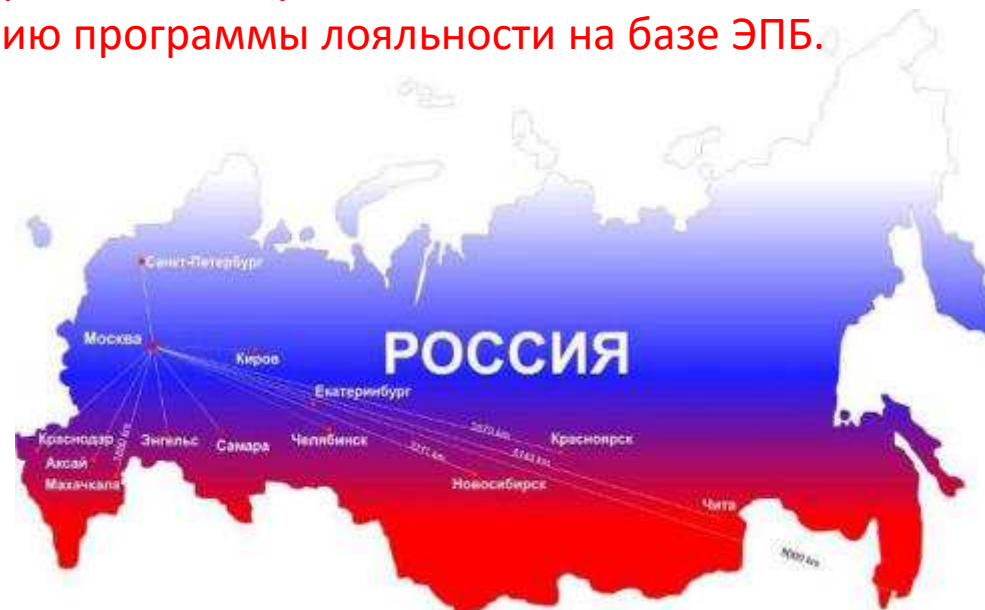 ию программы лояльности на базе ЭПБ.
Санкт-Петербург
Москва
РОССИЯ
Киров
Екатеринбург
Краснодар
Энгельс
Самара
Челябинск
Красноярск
Аксай
Махачкала
Новосибирск
Чита